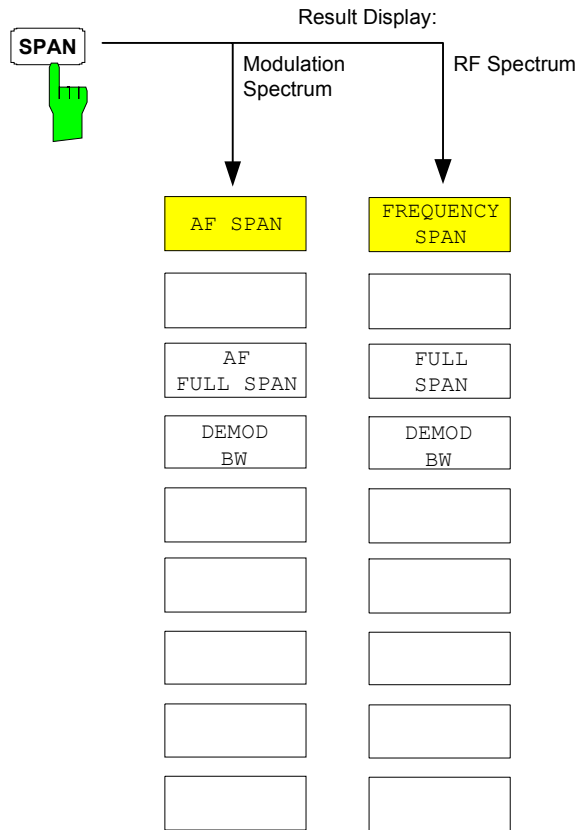 Result Display:
SPAN
Modulation
Spectrum
RF Spectrum
AF SPAN
FREQUENCY
SPAN
AF
FULL SPAN
FULL
SPAN
DEMOD
BW
DEMOD
BW